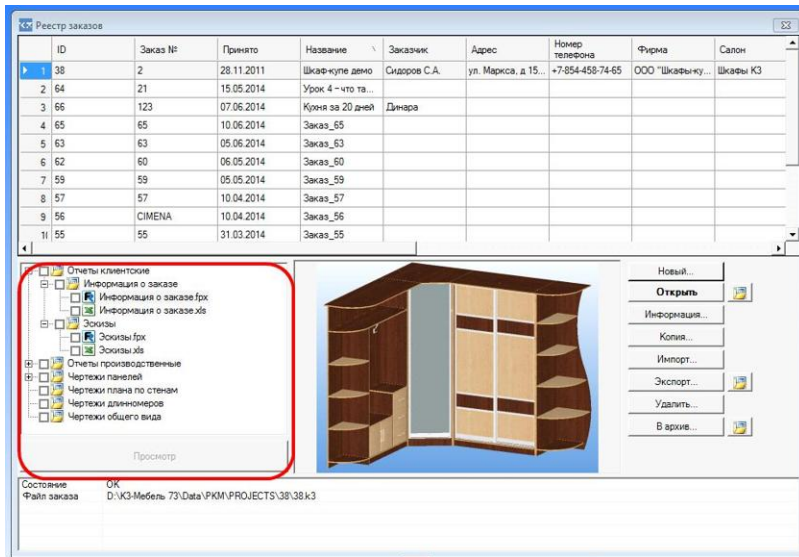 Реестр заказов
ID Заказ № Принято Название Заказчик Адрес Номер телефона Фирма Салон
1 38 2 28.11.2011 Шкаф-купе демо Сидоров С.А. ул. Маркса, д 15... +7-854-458-74-65 ООО "Шкафы-ку... Шкафы К3
2 64 21 15.05.2014 Урок 4 – что та...
3 66 123 07.06.2014 Кухня за 20 дней Динара
4 65 65 10.06.2014 Заказ_65
5 63 63 05.06.2014 Заказ_63
6 62 60 06.05.2014 Заказ_60
7 59 59 05.05.2014 Заказ_59
8 57 57 10.04.2014 Заказ_57
9 56 CIMENA 10.04.2014 Заказ_56
55 55 31.03.2014 Заказ_55
Отчеты клиентские
Информация о заказе
Информация о заказе.fpx
Информация о заказе.xls
Эскизы
Эскизы.fpx
Эскизы.xls
Отчеты производственные
Чертежи панелей
Чертежи плана по стенам
Чертежи длинномеров
Чертежи общего вида
Просмотр
Новый...
Открыть
Информация...
Копия...
Импорт...
Экспорт...
Удалить...
В архив...
Состояние OK
Файл заказа D:\К3-Мебель 73\Data\PKM\PROJECTS\38\38.k3